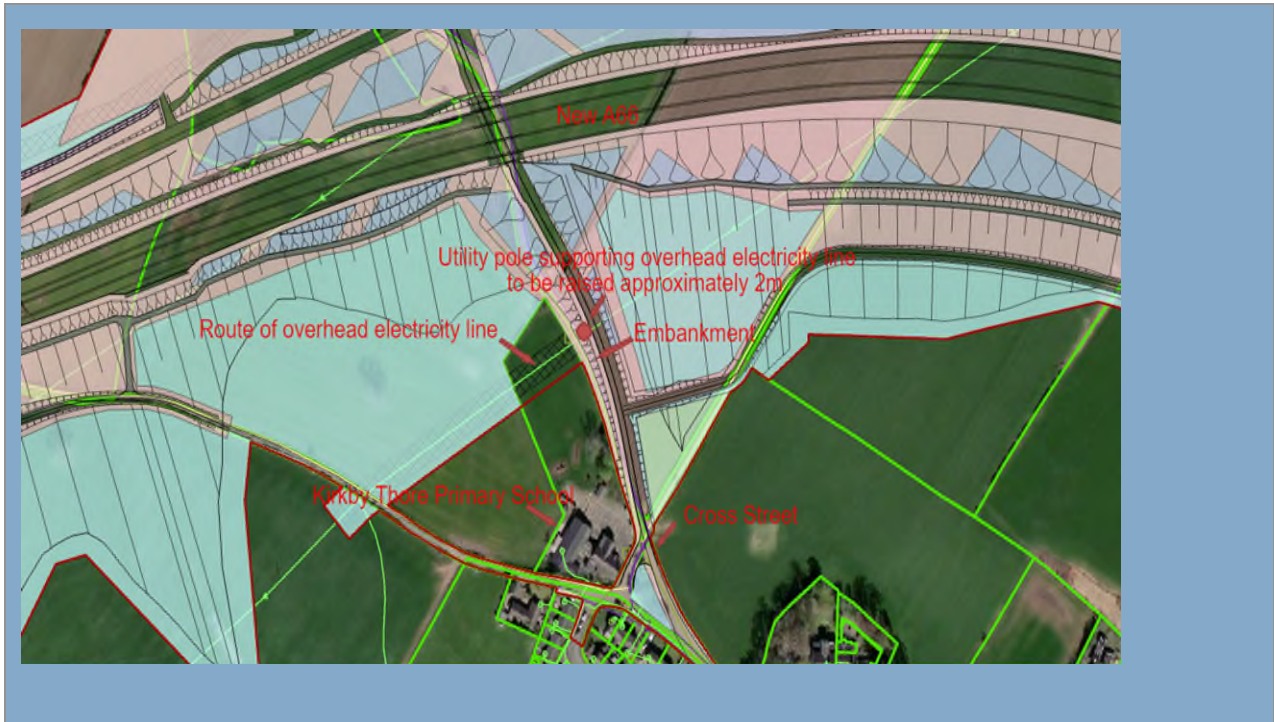 New A66
Utility pole supporting overhead electricity line
to be raised approximately 2m
Route of overhead electricity line
Embankment
Kirkby Thore Primary School
Cross Street